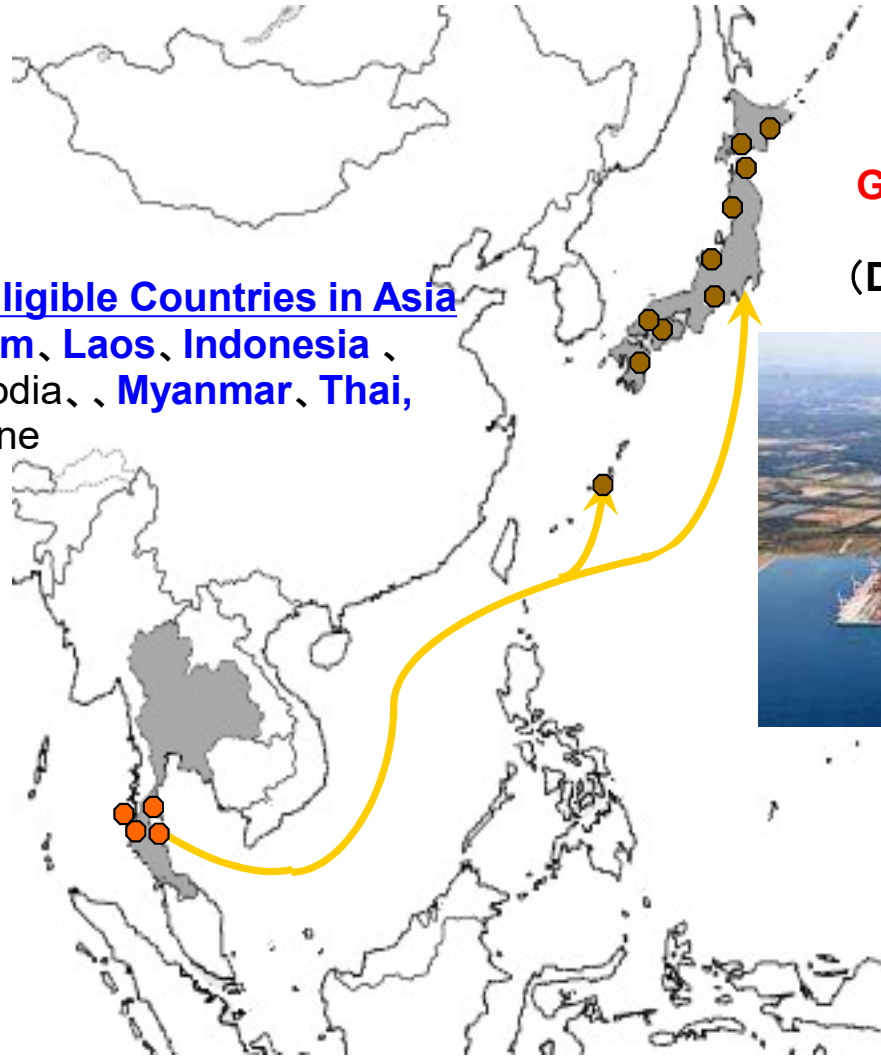 ligible Countries in Asia
m、Laos、Indonesia 、
odia、、Myanmar、Thai,
ne
G
（D